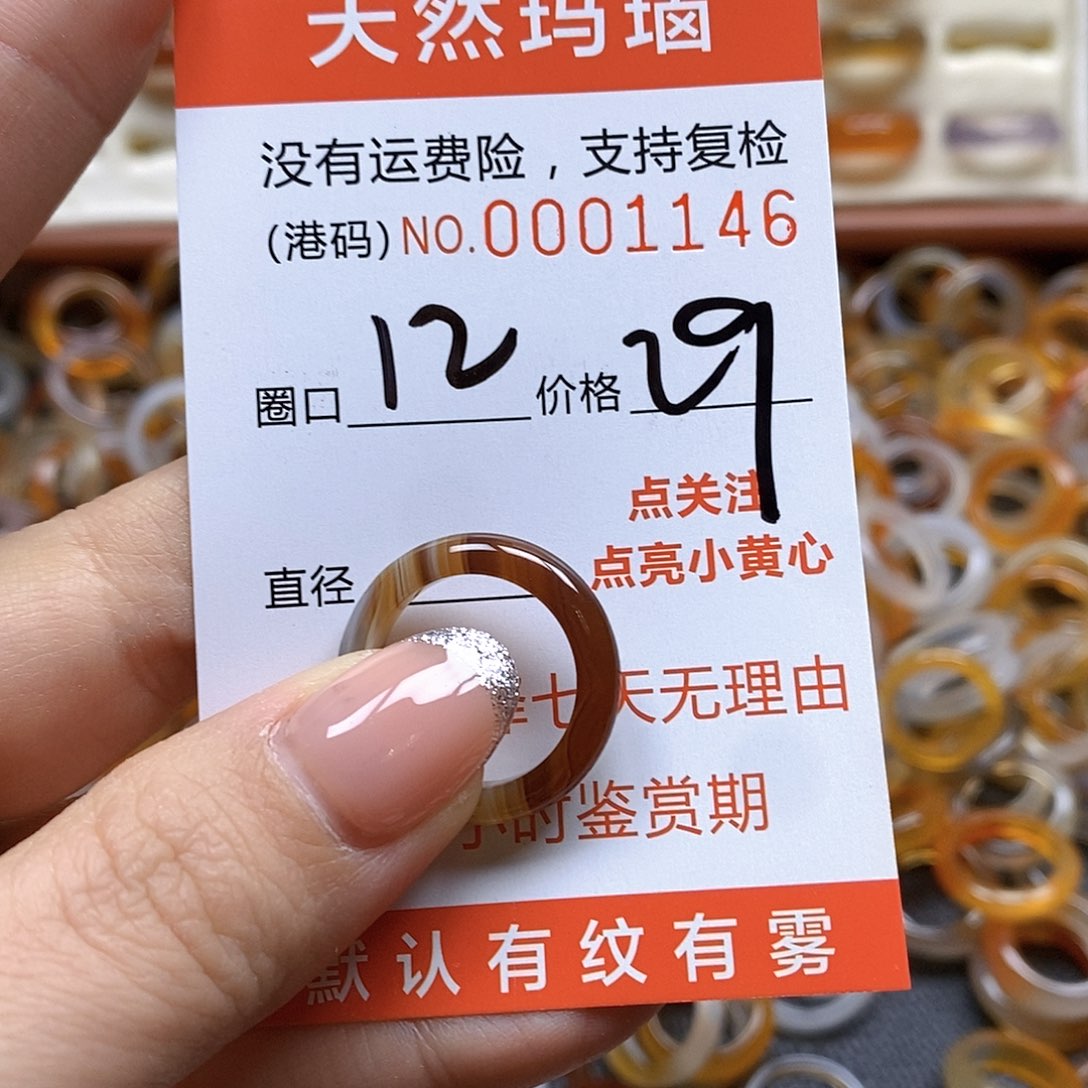 天然玛瑙
没有运费险，支持复检
(港码) NO.0001146
圈口 12 价格 29
点关注
直径 点亮小黄心
七天无理由
小时鉴赏期
默认有纹有雾